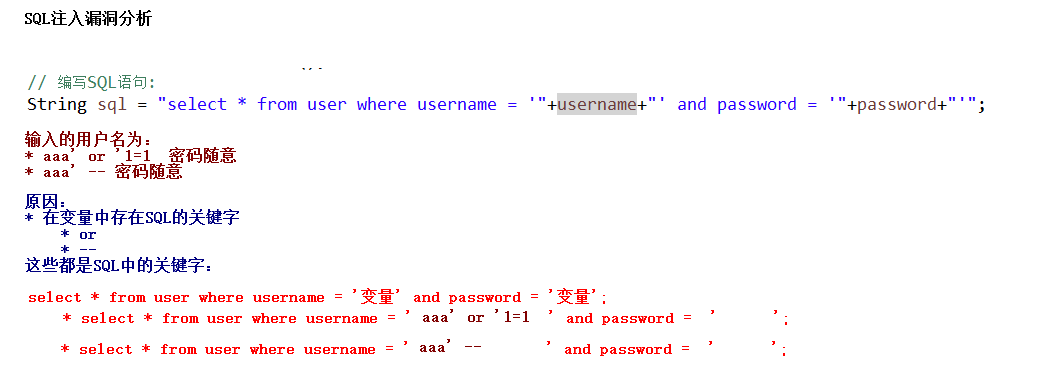 SQL注入漏洞分析
// 编写SQL语句:
String sql = "select * from user where username = '"+username+"' and password = '"+password+"'";
输入的用户名为：
* aaa' or '1=1  密码随意
* aaa' -- 密码随意
原因：
* 在变量中存在SQL的关键字
* or
* --
这些都是SQL中的关键字：
select * from user where username = '变量' and password = '变量';
* select * from user where username = ' aaa' or '1=1  ' and password =  '      ';
* select * from user where username = ' aaa' --      ' and password =  '      ';